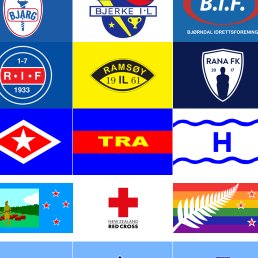 BJARG
BJERKE I·L
B.I.F.
BJØRNDAL IDRETTSFORENING
1-7
R·I·F
1933
RAMSØY
19 IL 61
RANA FK
20 17
TRA
H
NEW ZEALAND
RED CROSS